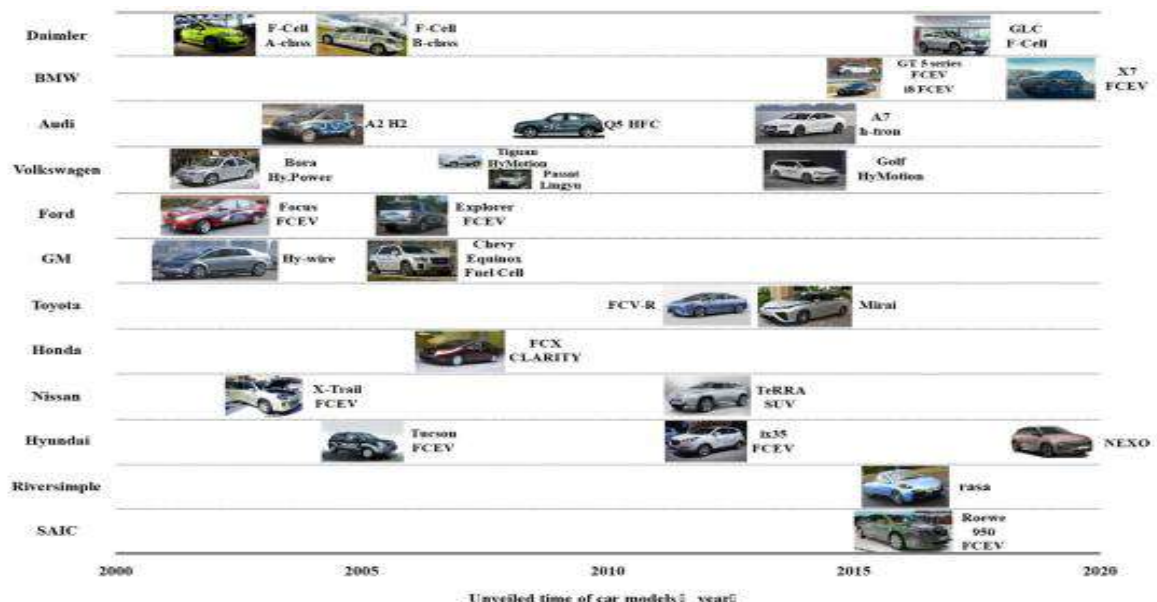 Daimler
F-Cell
A-class
F-Cell
B-class
GLC
F-Cell
BMW
GT 5 series
FCEV
i8 FCEV
X7
FCEV
Audi
A2 H2
Q5 HFC
A7
h-tron
Volkswagen
Bora
Hy.Power
Tiguan
HyMotion
Passat
Lingyu
Golf
HyMotion
Ford
Focus
FCEV
Explorer
FCEV
GM
Hy-wire
Chevy
Equinox
Fuel Cell
Toyota
FCV-R
Mirai
Honda
FCX
CLARITY
Nissan
X-Trail
FCEV
TeRRA
SUV
Hyundai
Tucson
FCEV
ix35
FCEV
NEXO
Riversimple
rasa
SAIC
Roewe
950
FCEV
2000 2005 2010 2015 2020
Unveiled time of car models year